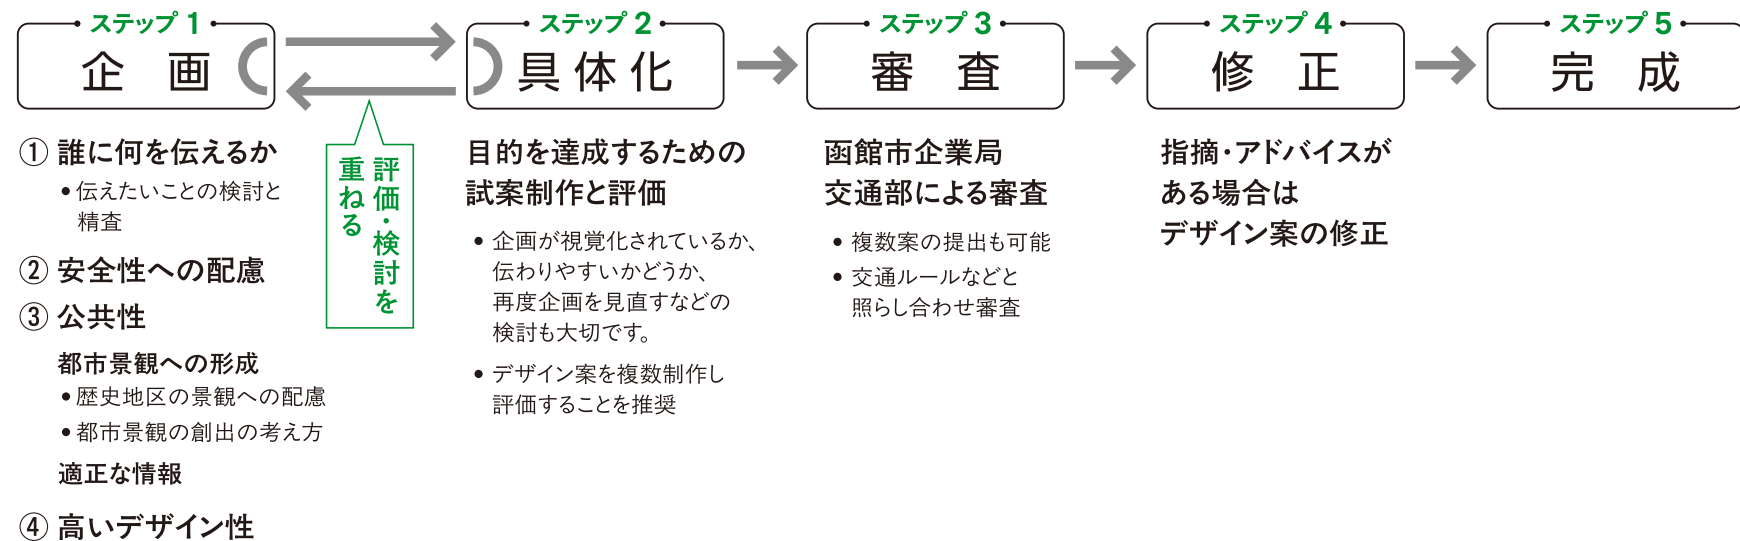 ステップ 1
企 画
① 誰に何を伝えるか
• 伝えたいことの検討と
精査
② 安全性への配慮
③ 公共性
都市景観への形成
• 歴史地区の景観への配慮
• 都市景観の創出の考え方
適正な情報
④ 高いデザイン性
評価・検討を
重ねる
ステップ 2
具体化
目的を達成するための
試案制作と評価
• 企画が視覚化されているか、
伝わりやすいかどうか、
再度企画を見直すなどの
検討も大切です。
• デザイン案を複数制作し
評価することを推奨
ステップ 3
審 査
函館市企業局
交通部による審査
• 複数案の提出も可能
• 交通ルールなどと
照らし合わせ審査
ステップ 4
修 正
指摘・アドバイスが
ある場合は
デザイン案の修正
ステップ 5
完 成